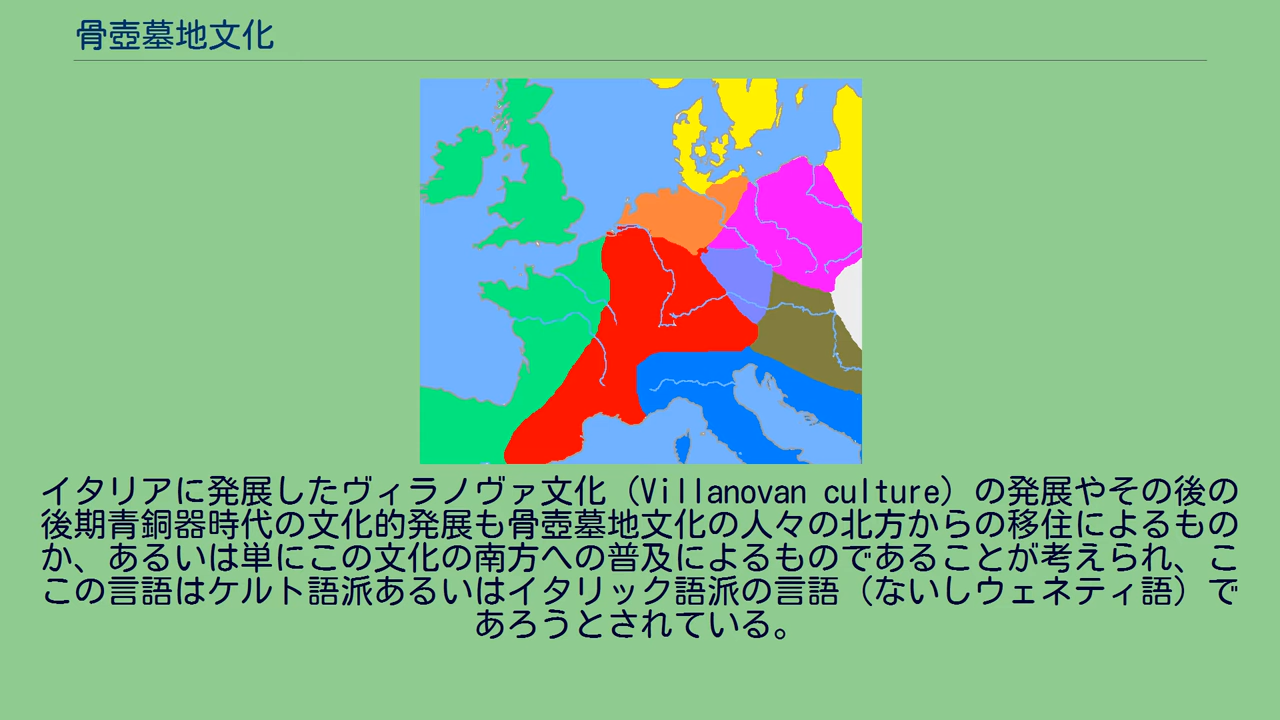 骨壺墓地文化
イタリアに発展したヴィラノヴァ文化（Villanovan culture）の発展やその後の
後期青銅器時代の文化的発展も骨壺墓地文化の人々の北方からの移住によるもの
か、あるいは単にこの文化の南方への普及によるものであることが考えられ、こ
この言語はケルト語派あるいはイタリック語派の言語（ないしウェネティ語）で
あろうとされている。